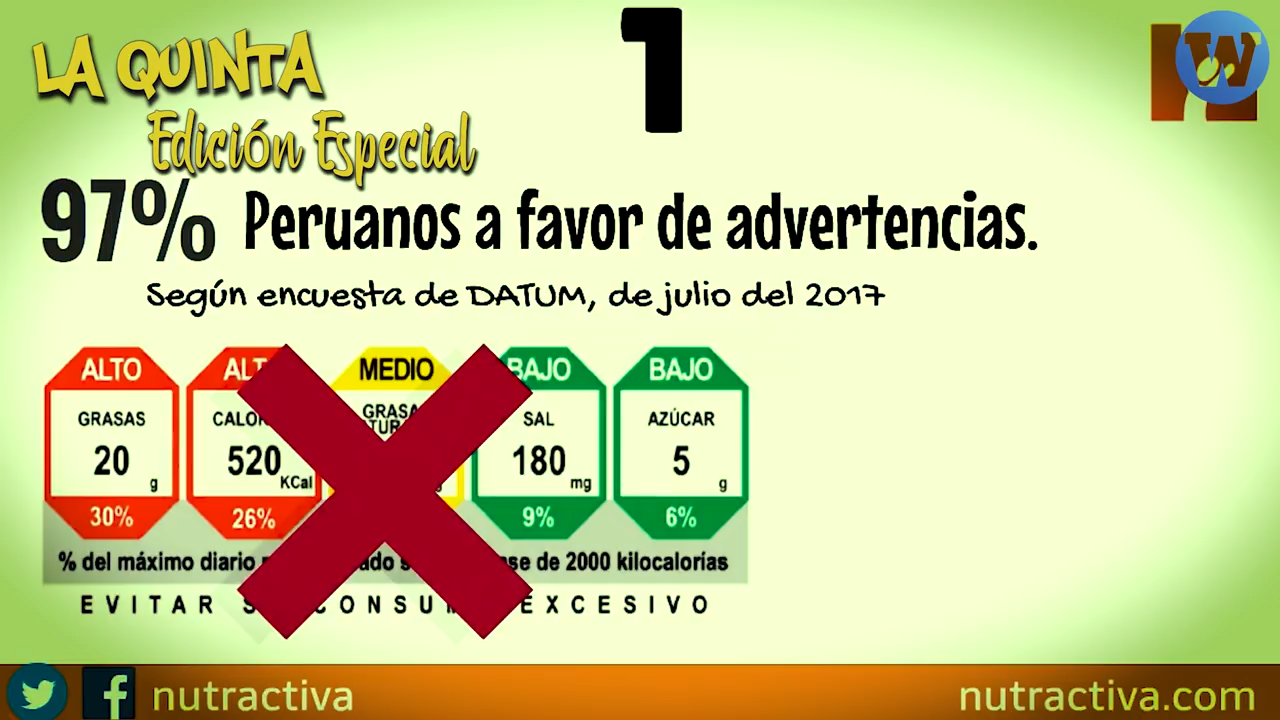 1
LA QUINTA
Edición Especial
W
97% Peruanos a favor de advertencias.
Según encuesta de DATUM, de julio del 2017
ALTO
GRASAS
20 g
30%
520 KCal
26%
MEDIO
BAJO
SAL
180 mg
9%
BAJO
AZÚCAR
5 g
6%
% del máximo diario de 2000 kilocalorías
EVITAR EXCESIVO
nutractiva
nutractiva.com